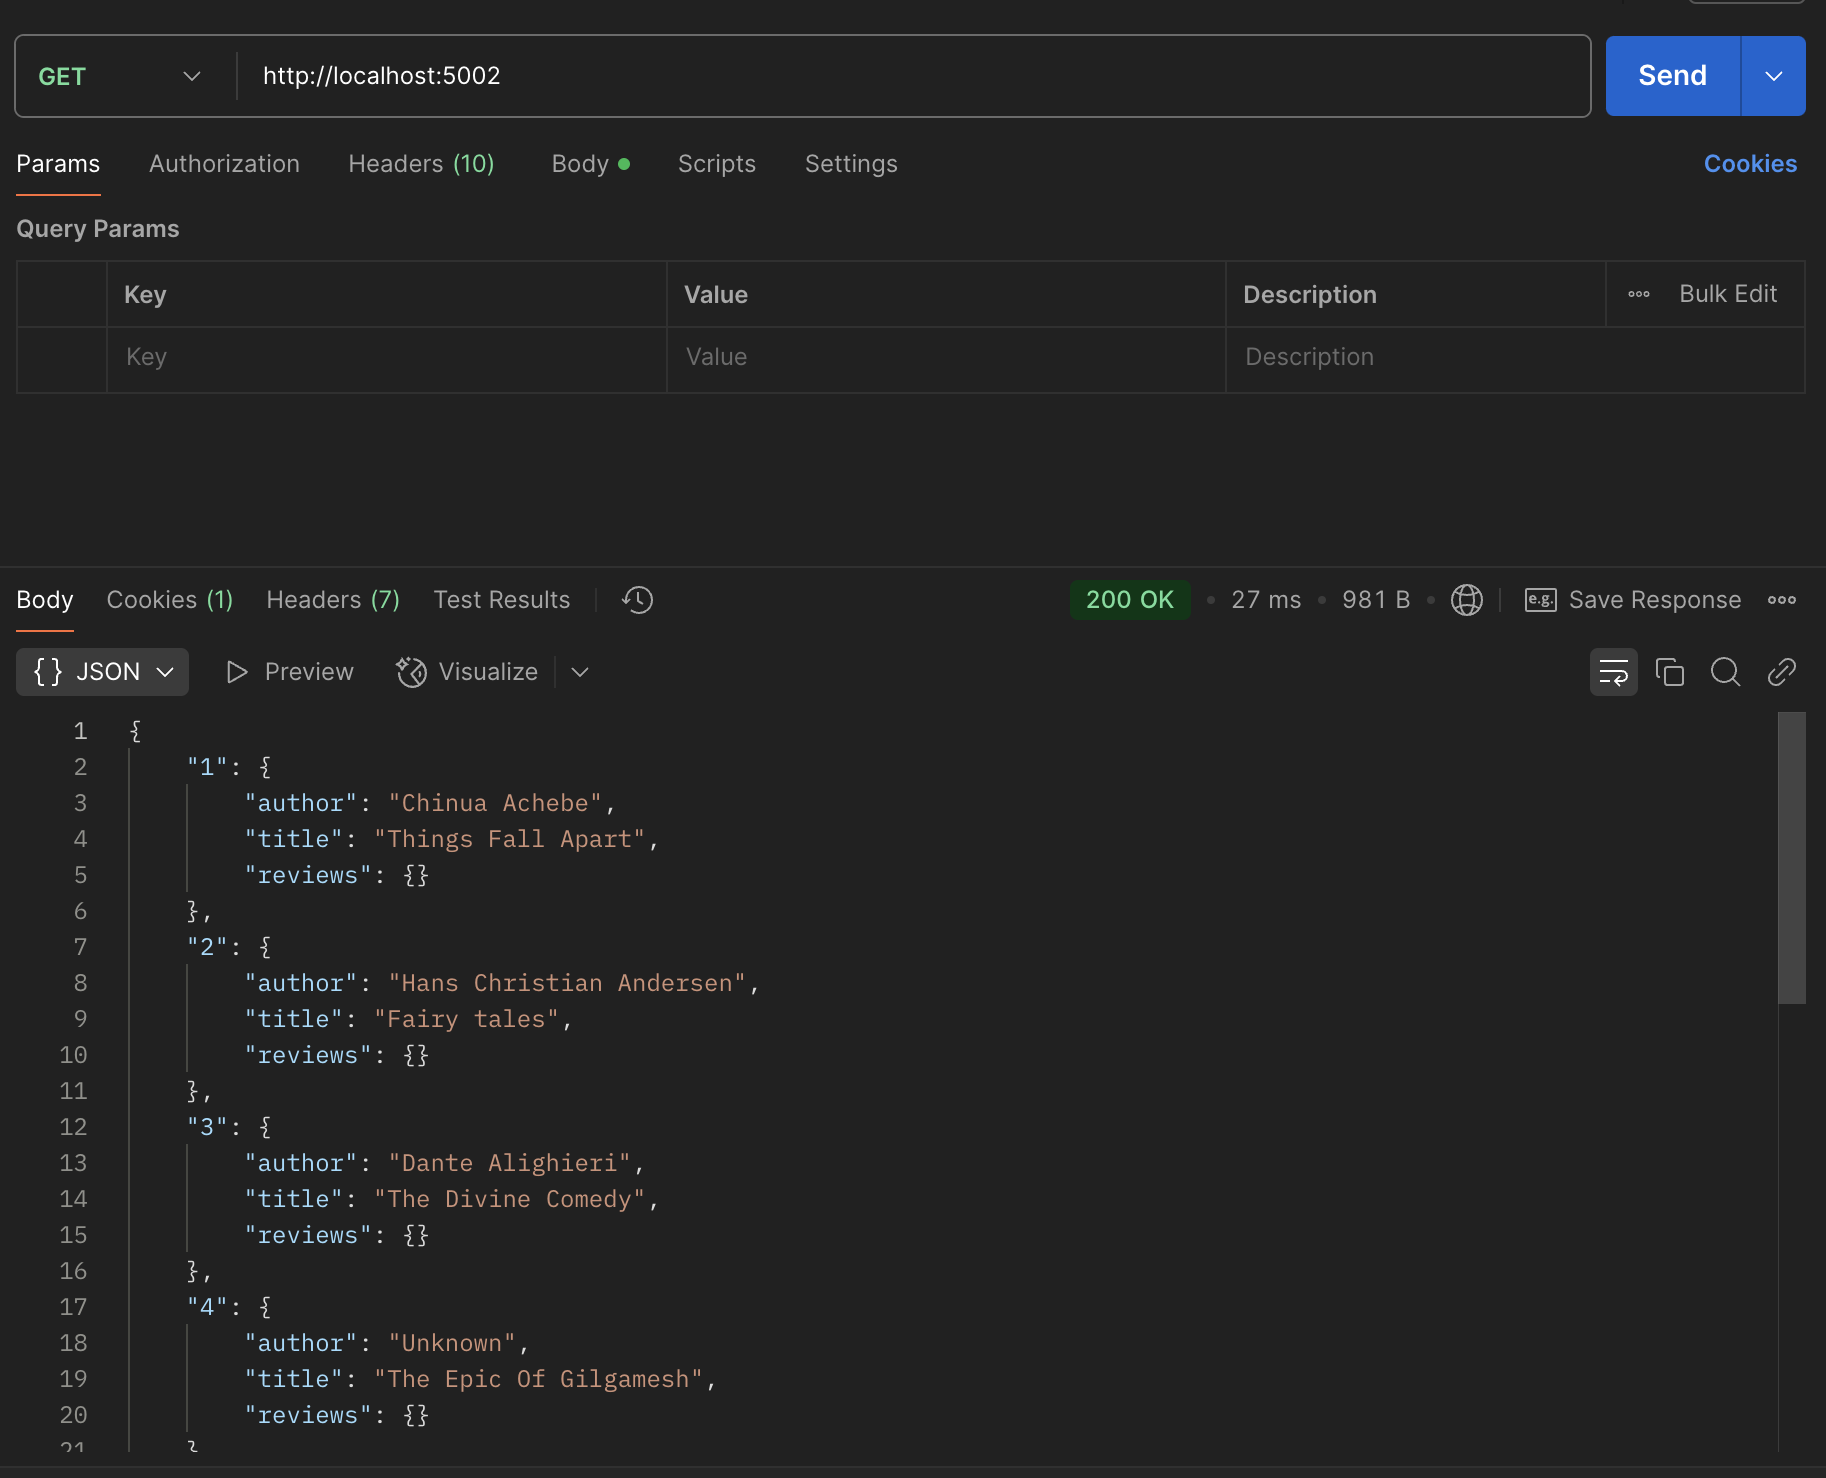 GET http://localhost:5002 Send
Params Authorization Headers (10) Body Scripts Settings Cookies
Query Params
Key Value Description Bulk Edit
Key Value Description
Body Cookies (1) Headers (7) Test Results 200 OK 27 ms 981 B e.g. Save Response
{} JSON Preview Visualize
1 {
2 "1": {
3 "author": "Chinua Achebe",
4 "title": "Things Fall Apart",
5 "reviews": {}
6 },
7 "2": {
8 "author": "Hans Christian Andersen",
9 "title": "Fairy tales",
10 "reviews": {}
11 },
12 "3": {
13 "author": "Dante Alighieri",
14 "title": "The Divine Comedy",
15 "reviews": {}
16 },
17 "4": {
18 "author": "Unknown",
19 "title": "The Epic Of Gilgamesh",
20 "reviews": {}
21 }